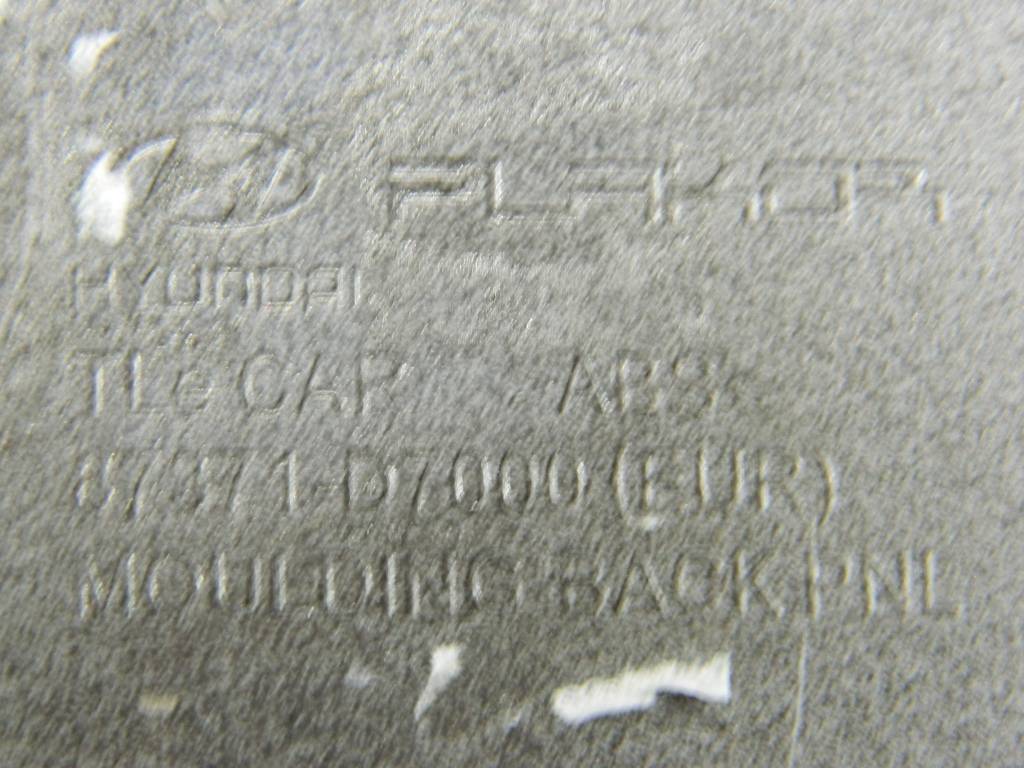 PLAKOR
HYUNDAI
TLe CAR ABS
87371-D7000 (EUR)
MOULDING BACK PNL